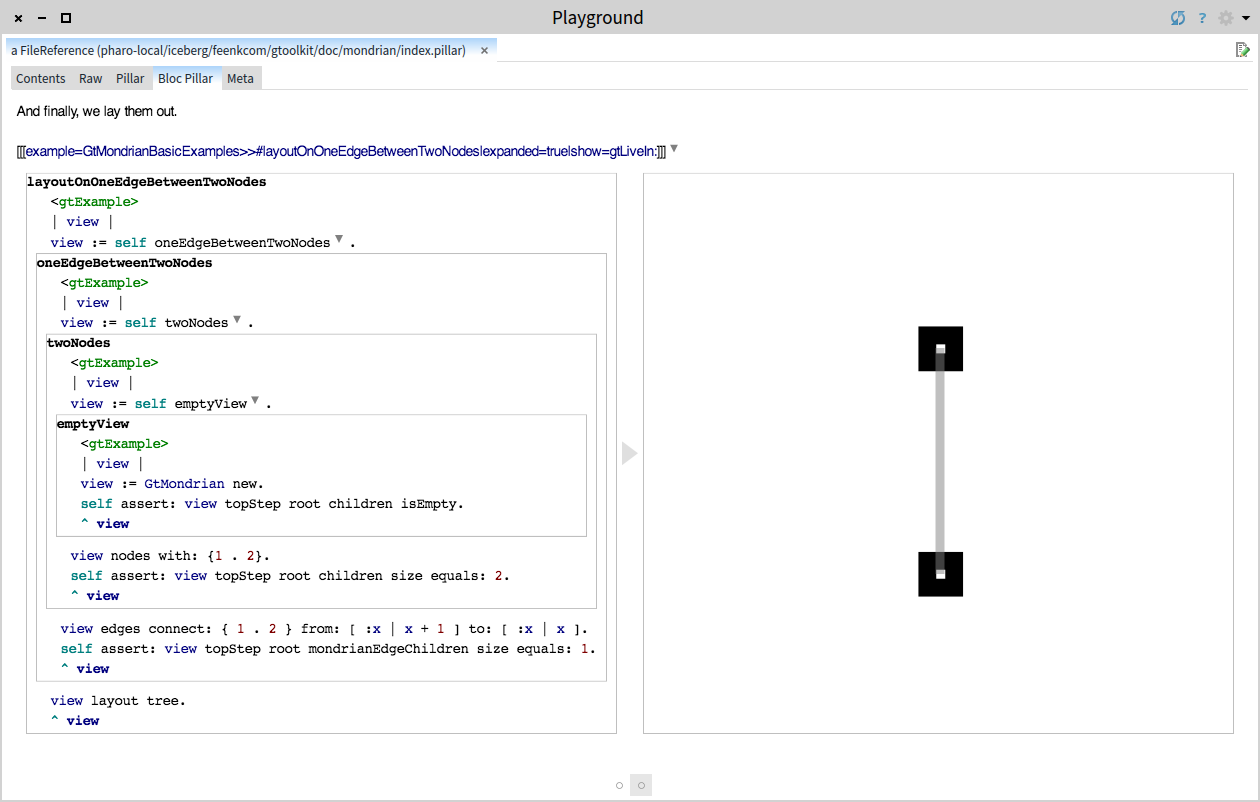 Playground
?
a FileReference (pharo-local/iceberg/feenkcom/gtoolkit/doc/mondrian/index.pillar)
Contents Raw Pillar Bloc Pillar Meta
And finally, we lay them out.
[[[example=GtMondrianBasicExamples>>#layoutOnOneEdgeBetweenTwoNodes|expanded=true|show=gtLiveIn:]]]
layoutOnOneEdgeBetweenTwoNodes
<gtExample>
| view |
view := self oneEdgeBetweenTwoNodes .
oneEdgeBetweenTwoNodes
<gtExample>
| view |
view := self twoNodes .
twoNodes
<gtExample>
| view |
view := self emptyView .
emptyView
<gtExample>
| view |
view := GtMondrian new.
self assert: view topStep root children isEmpty.
^ view
view nodes with: {1 . 2}.
self assert: view topStep root children size equals: 2.
^ view
view edges connect: { 1 . 2 } from: [ :x | x + 1 ] to: [ :x | x ].
self assert: view topStep root mondrianEdgeChildren size equals: 1.
^ view
view layout tree.
^ view